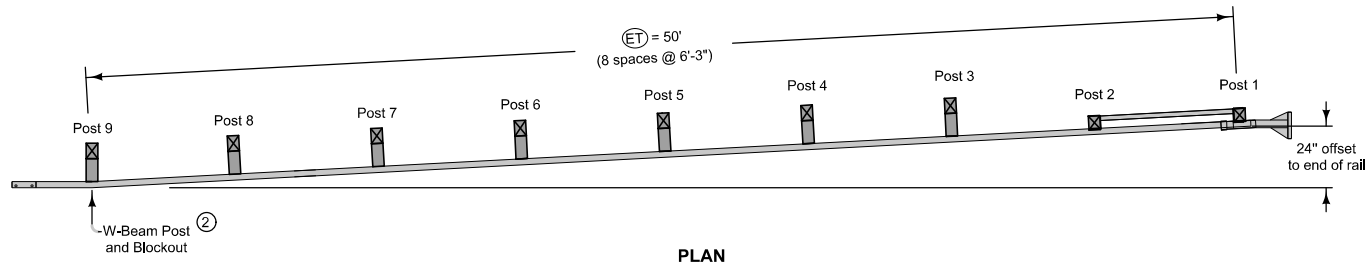 ET = 50'
(8 spaces @ 6'-3")
Post 1
Post 2
Post 3
Post 4
Post 5
Post 6
Post 7
Post 8
Post 9
24" offset
to end of rail
W-Beam Post 2
and Blockout
PLAN